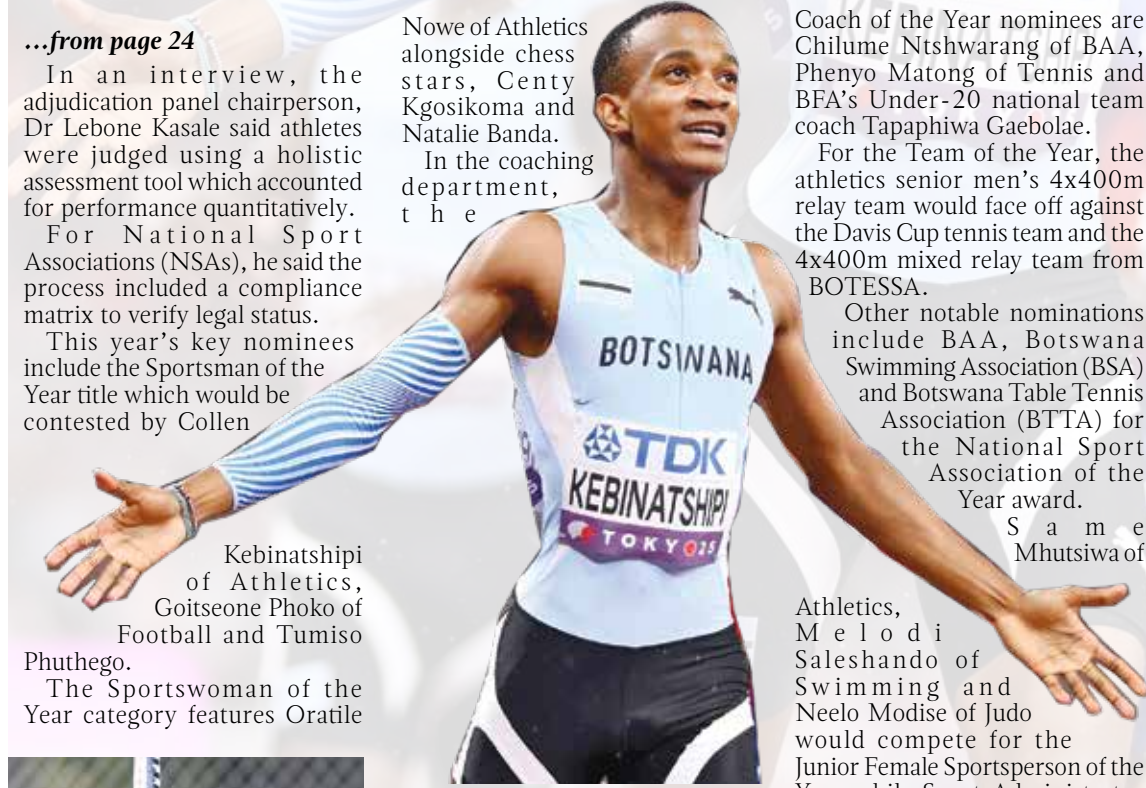 ...from page 24
In an interview, the
adjudication panel chairperson,
Dr Lebone Kasale said athletes
were judged using a holistic
assessment tool which accounted
for performance quantitatively.
For National Sport
Associations (NSAs), he said the
process included a compliance
matrix to verify legal status.
This year's key nominees
include the Sportsman of the
Year title which would be
contested by Collen
Kebinatshipi
of Athletics,
Goitseone Phoko of
Football and Tumiso
Phuthego.
The Sportswoman of the
Year category features Oratile
Nowe of Athletics
alongside chess
stars, Centy
Kgosikoma and
Natalie Banda.
In the coaching
department,
the
Coach of the Year nominees are
Chilume Ntshwarang of BAA,
Phenyo Matong of Tennis and
BFA's Under-20 national team
coach Tapaphiwa Gaebolae.
For the Team of the Year, the
athletics senior men's 4x400m
relay team would face off against
the Davis Cup tennis team and the
4x400m mixed relay team from
BOTESSA.
Other notable nominations
include BAA, Botswana
Swimming Association (BSA)
and Botswana Table Tennis
Association (BTTA) for
the National Sport
Association of the
Year award.
Same
Mhutsiwa of
Athletics,
Melodi
Saleshando of
Swimming and
Neelo Modise of Judo
would compete for the
Junior Female Sportsperson of the
BOTSWANA
TDK
KEBINATSHIPI
TOKYO 25